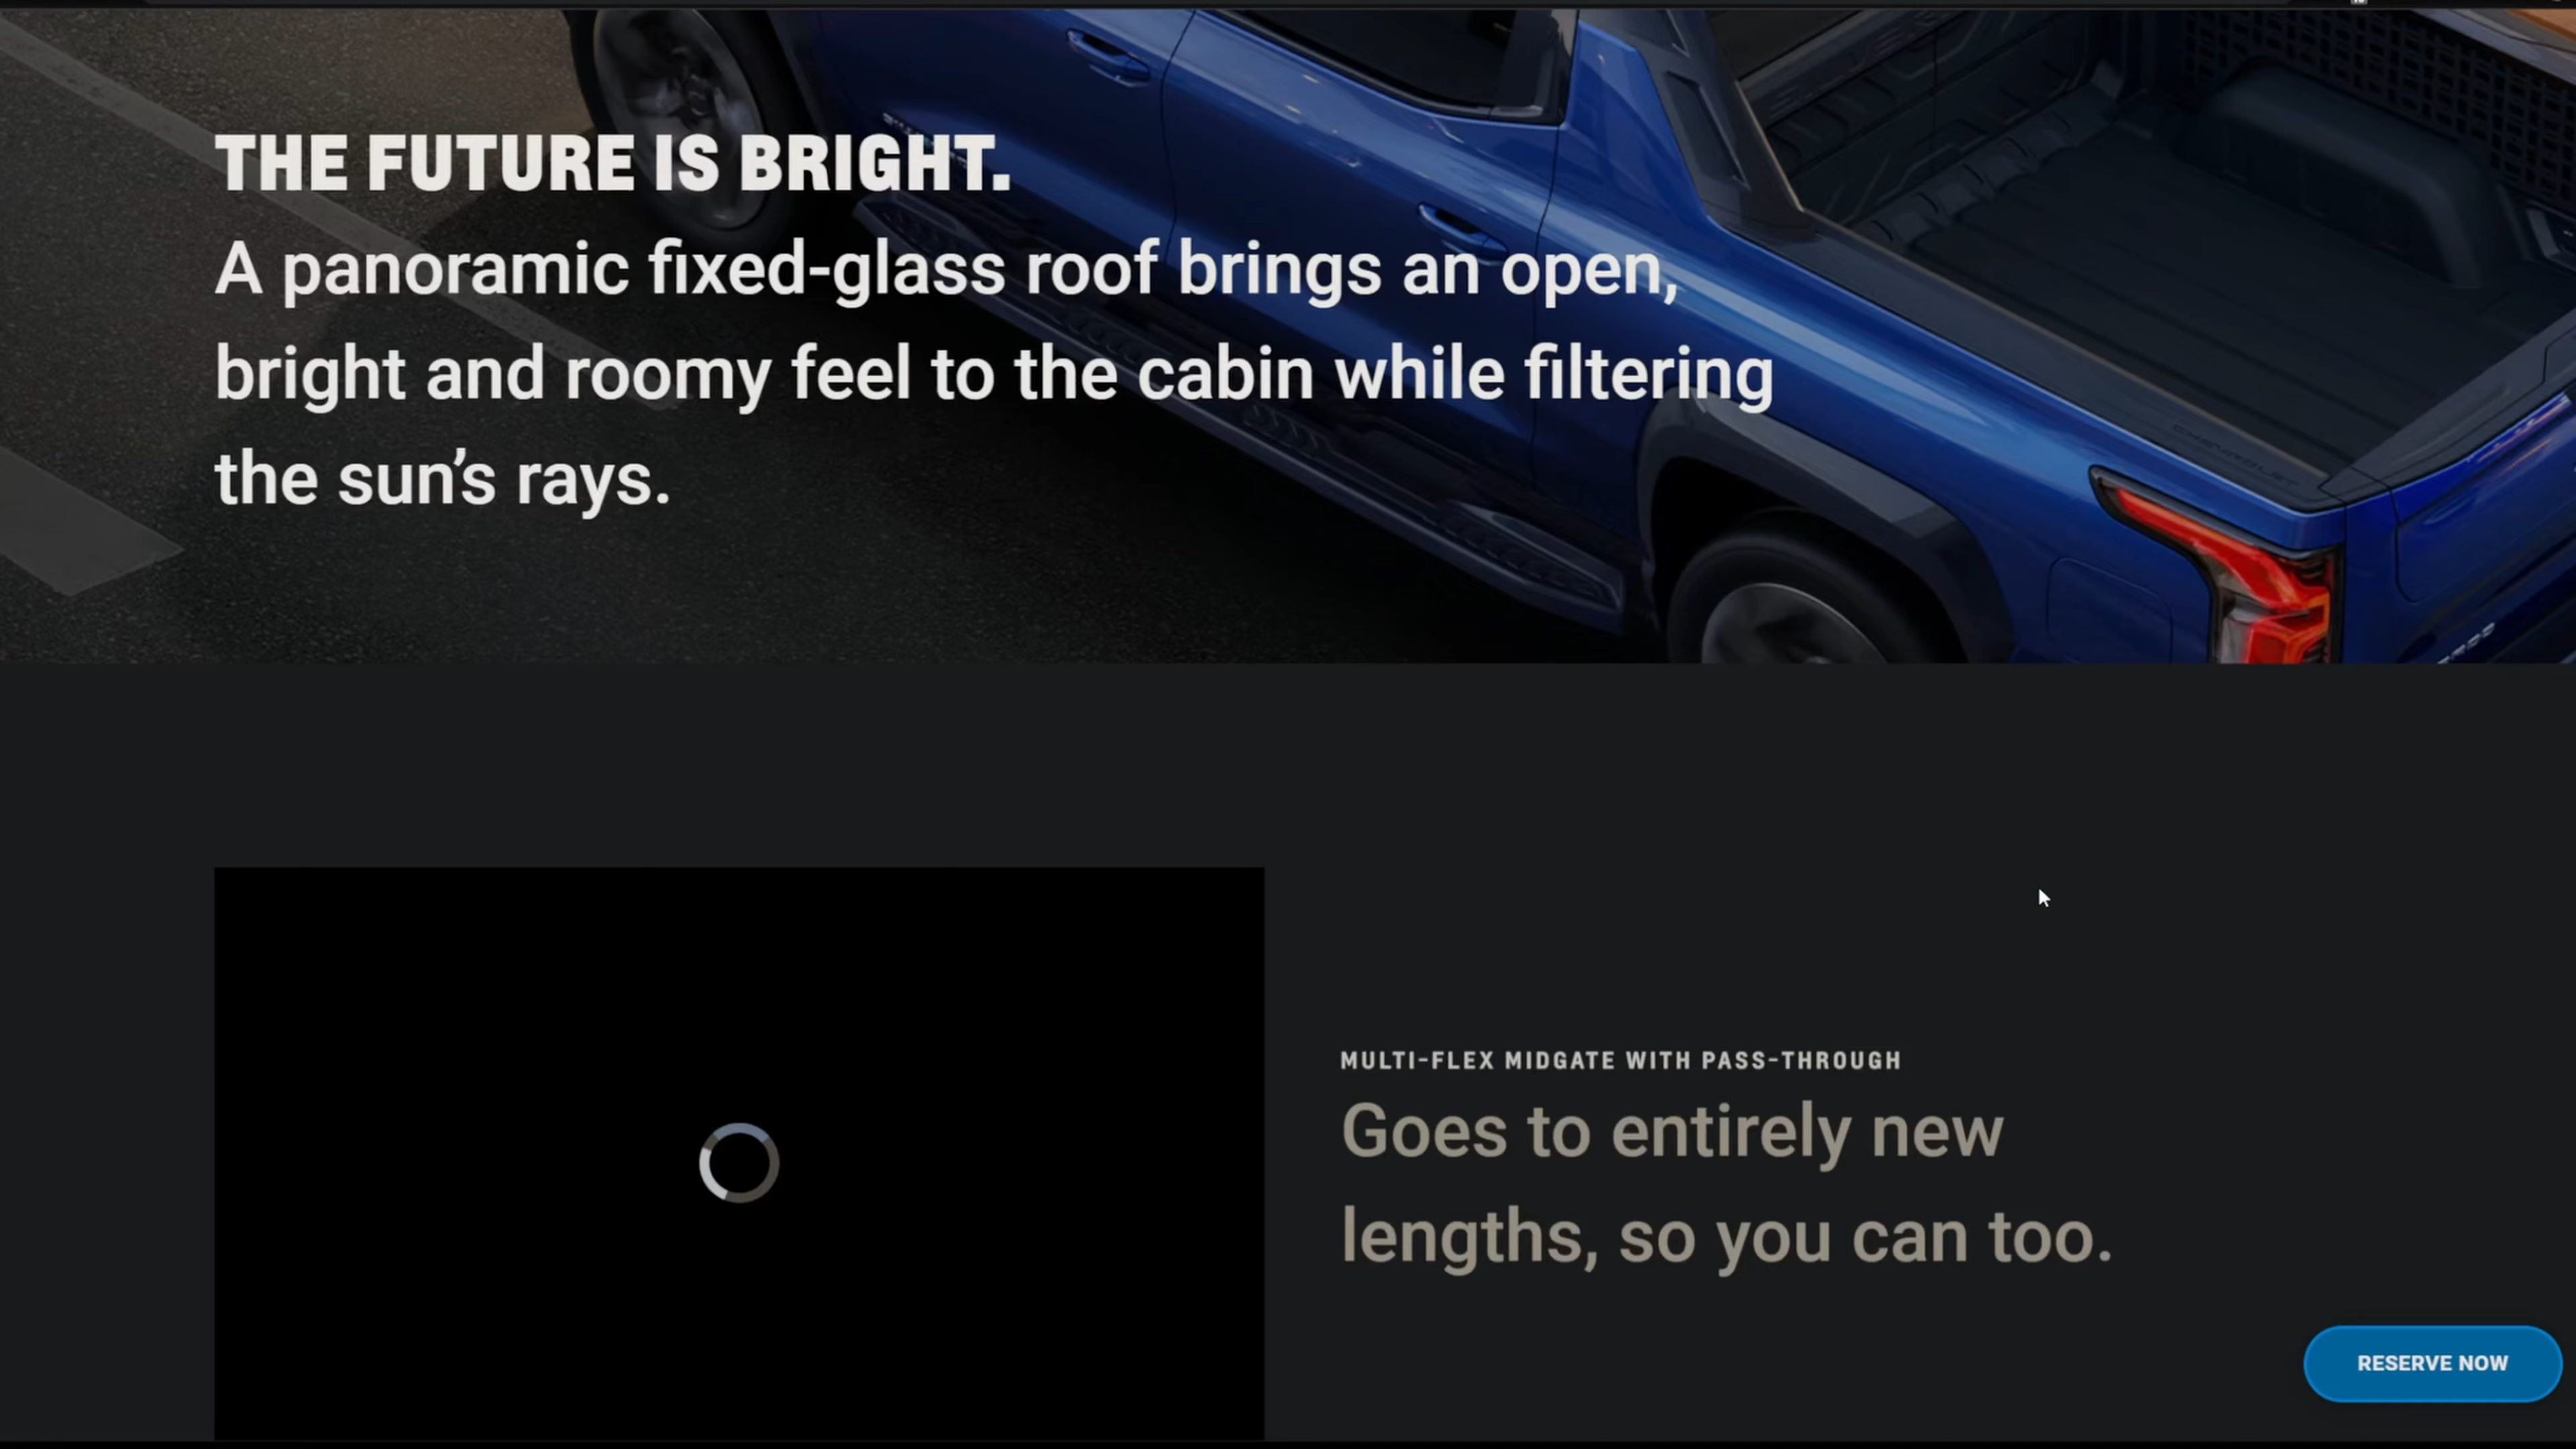 THE FUTURE IS BRIGHT.
A panoramic fixed-glass roof brings an open,
bright and roomy feel to the cabin while filtering
the sun’s rays.
MULTI-FLEX MIDGATE WITH PASS-THROUGH
Goes to entirely new
lengths, so you can too.
RESERVE NOW